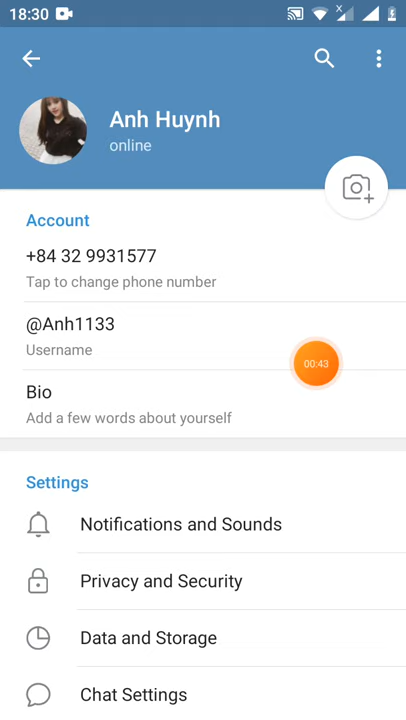 18:30
Anh Huynh
online
Account
+84 32 9931577
Tap to change phone number
@Anh1133
Username
00:43
Bio
Add a few words about yourself
Settings
Notifications and Sounds
Privacy and Security
Data and Storage
Chat Settings